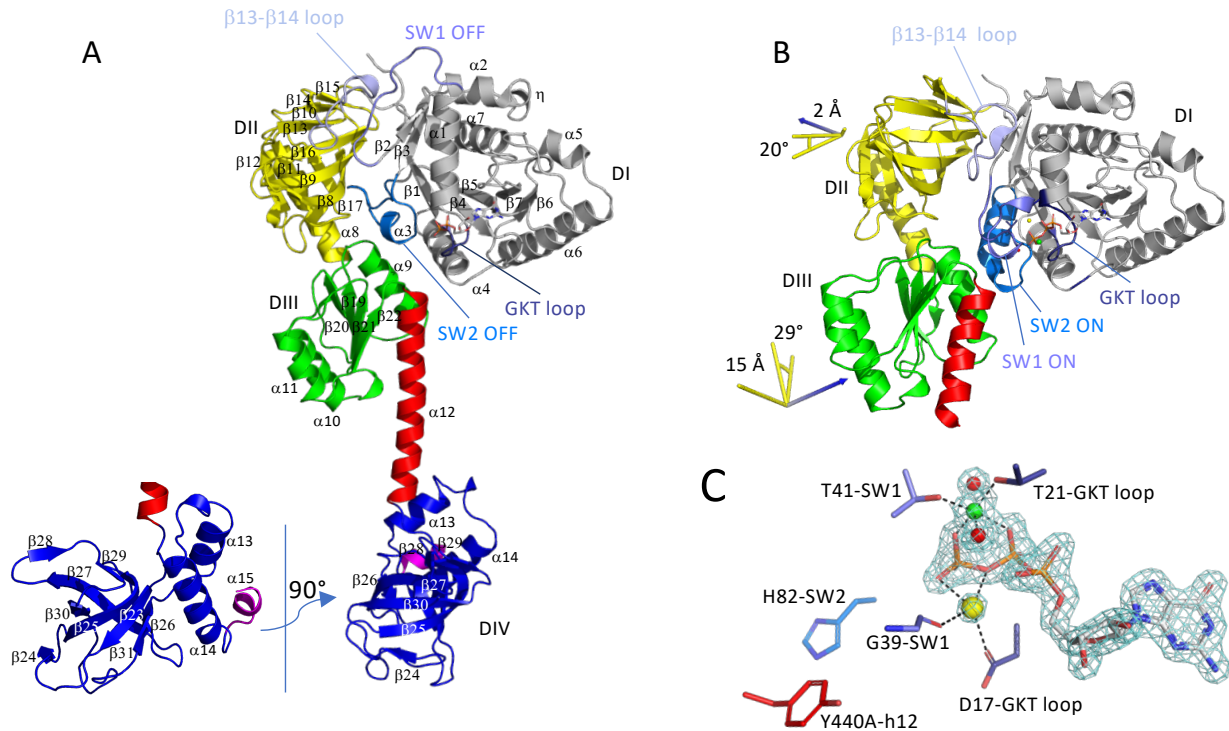 A
β13-β14 loop
SW1 OFF
α2
η
β15
β14
β10
α7
DII
β13
α1
α5
β2
β16
β3
β12
β11
DI
β9
β5
β1
β8
β4
β7
β6
β17
α8
α3
α6
α9
GKT loop
α4
DIII
β19
β22
β20
β21
SW2 OFF
α11
α12
α10
α13
β28
β29
α14
β26
β27
β30
β25
DIV
β24
90°
β28
α13
β29
β27
α15
β30
β23
β25
β26
β24
α14
β31
B
β13-β14 loop
2 Å
DI
20°
DII
DIII
GKT loop
29°
SW2 ON
15 Å
SW1 ON
C
T41-SW1
T21-GKT loop
H82-SW2
G39-SW1
D17-GKT loop
Y440A-h12